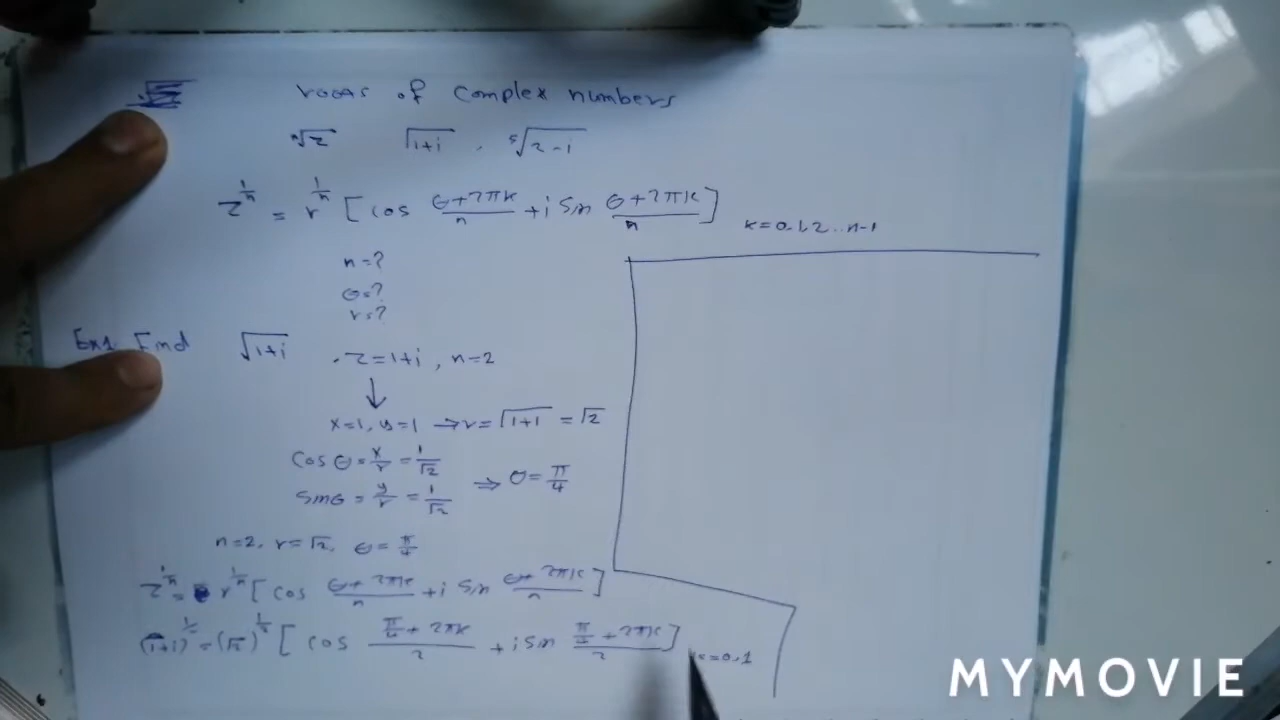 roots of complex numbers
ⁿ√z √1+i , ⁵√2-i
z^(1/n) = r^(1/n) [ cos (θ+2πk)/n + i sin (θ+2πk)/n ] k=0,1,2...n-1
n=?
θ=?
r=?
Ex1. Find √1+i . z=1+i , n=2
↓
x=1, y=1 → r=√1+1 = √2
cos θ = x/r = 1/√2
sin θ = y/r = 1/√2 ⇒ θ = π/4
n=2, r=√2, θ= π/4
z^(1/n) = r^(1/n) [ cos (θ+2πk)/n + i sin (θ+2πk)/n ]
(1+i)^(1/2) = (√2)^(1/2) [ cos (π/4 + 2πk)/2 + i sin (π/4 + 2πk)/2 ] k=0,1
MYMOVIE